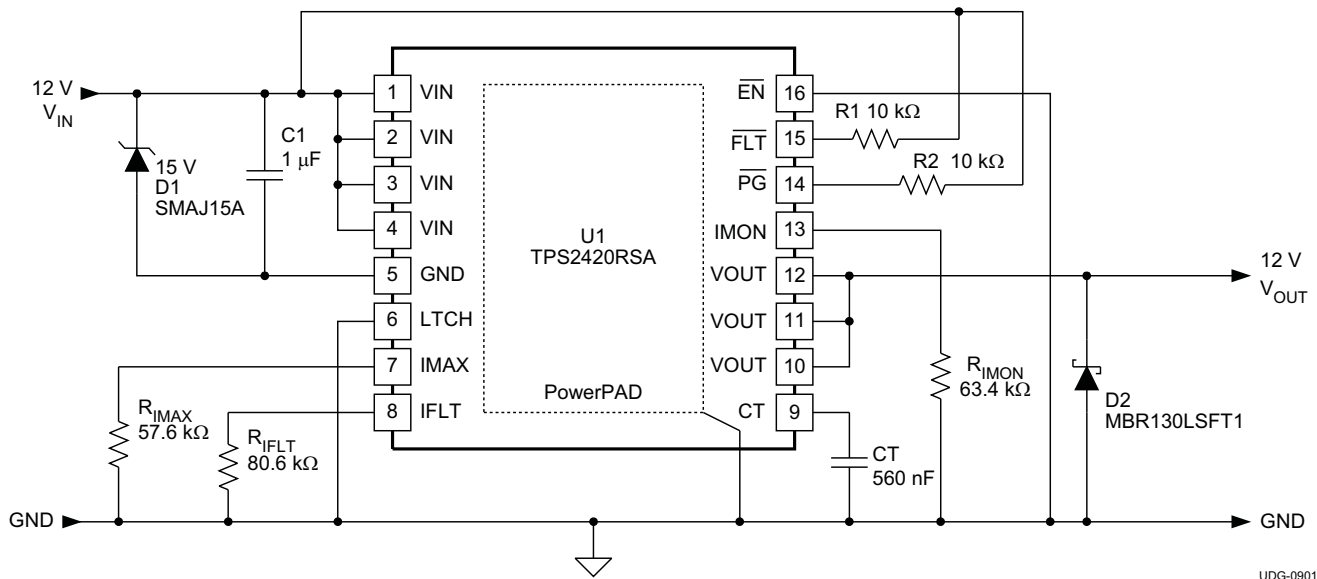 12 V
V_IN
15 V
D1
SMAJ15A
C1
1 μF
1 VIN
2 VIN
3 VIN
4 VIN
5 GND
6 LTCH
7 IMAX
8 IFLT
R_IMAX
57.6 kΩ
R_IFLT
80.6 kΩ
U1
TPS2420RSA
PowerPAD
EN 16
FLT 15
PG 14
IMON 13
VOUT 12
VOUT 11
VOUT 10
CT 9
R1 10 kΩ
R2 10 kΩ
R_IMON
63.4 kΩ
CT
560 nF
D2
MBR130LSFT1
12 V
V_OUT
GND
GND
UDG-0901